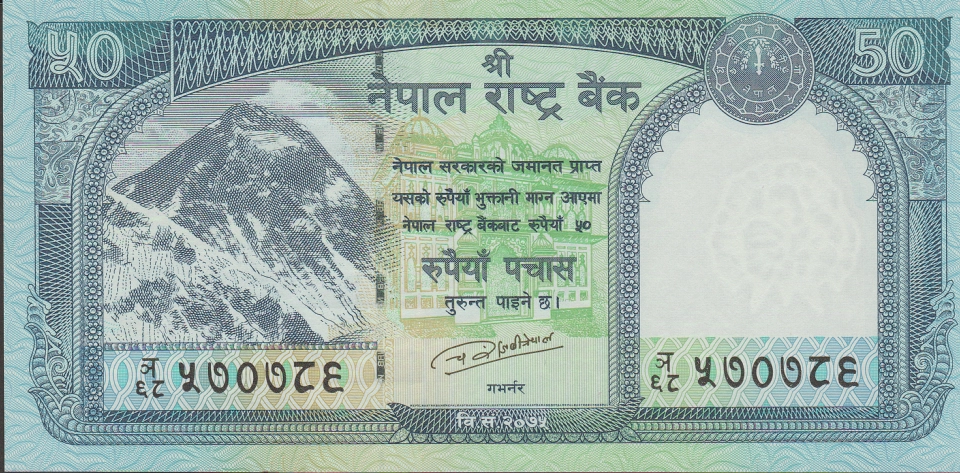 ५० 50
श्री
नेपाल राष्ट्र बैंक
नेपाल सरकारको जमानत प्राप्त
यसको रुपैयाँ भुक्तानी माग्न आएमा
नेपाल राष्ट्र बैंकबाट रुपैयाँ ५०
रुपैयाँ पचास
तुरुन्त पाइने छ।
गभर्नर
६८ ५७०७८६
६८ ५७०७८६
वि.सं.२०७५